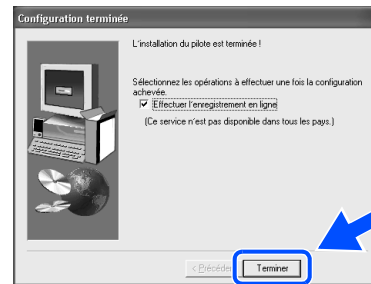 Configuration terminée
L'installation du pilote est terminée !
Sélectionnez les opérations à effectuer une fois la configuration
achevée.
Effectuer l'enregistrement en ligne
(Ce service n'est pas disponible dans tous les pays.)
< Précéden
Terminer